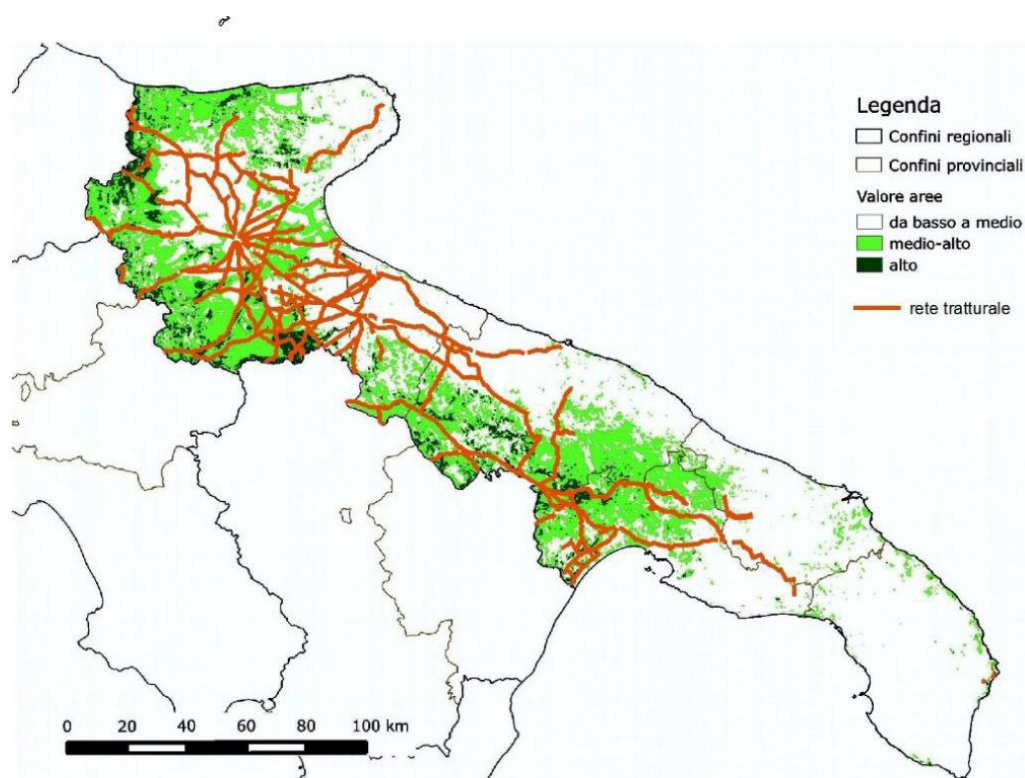 Legenda
Confini regionali
Confini provinciali
Valore aree
da basso a medio
medio-alto
alto
rete tratturale
0 20 40 60 80 100 km